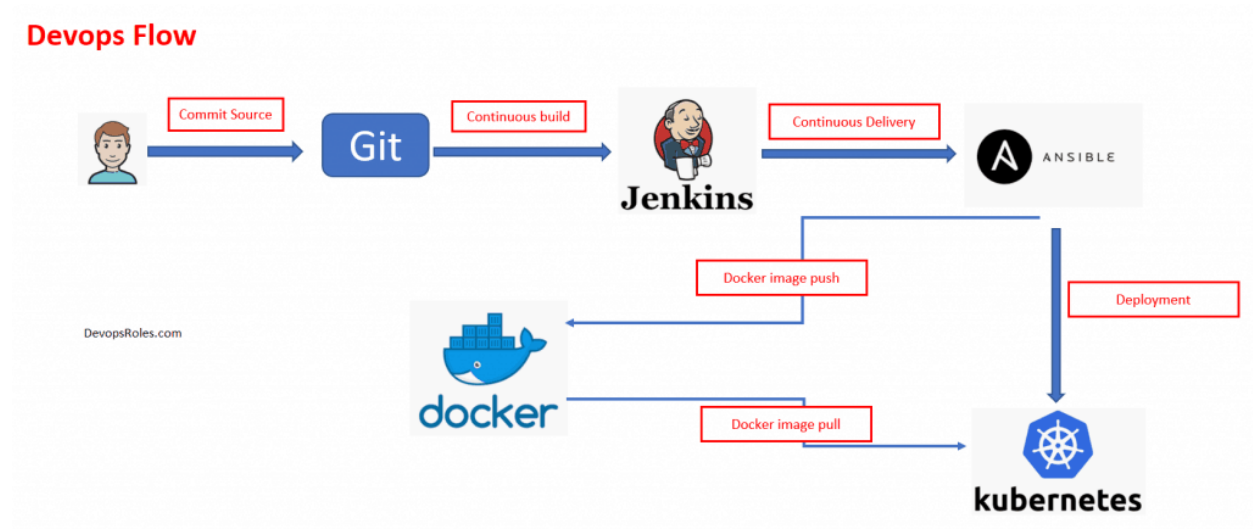 Devops Flow
Commit Source
Git
Continuous build
Jenkins
Continuous Delivery
A
ANSIBLE
Docker image push
Deployment
DevopsRoles.com
docker
Docker image pull
kubernetes